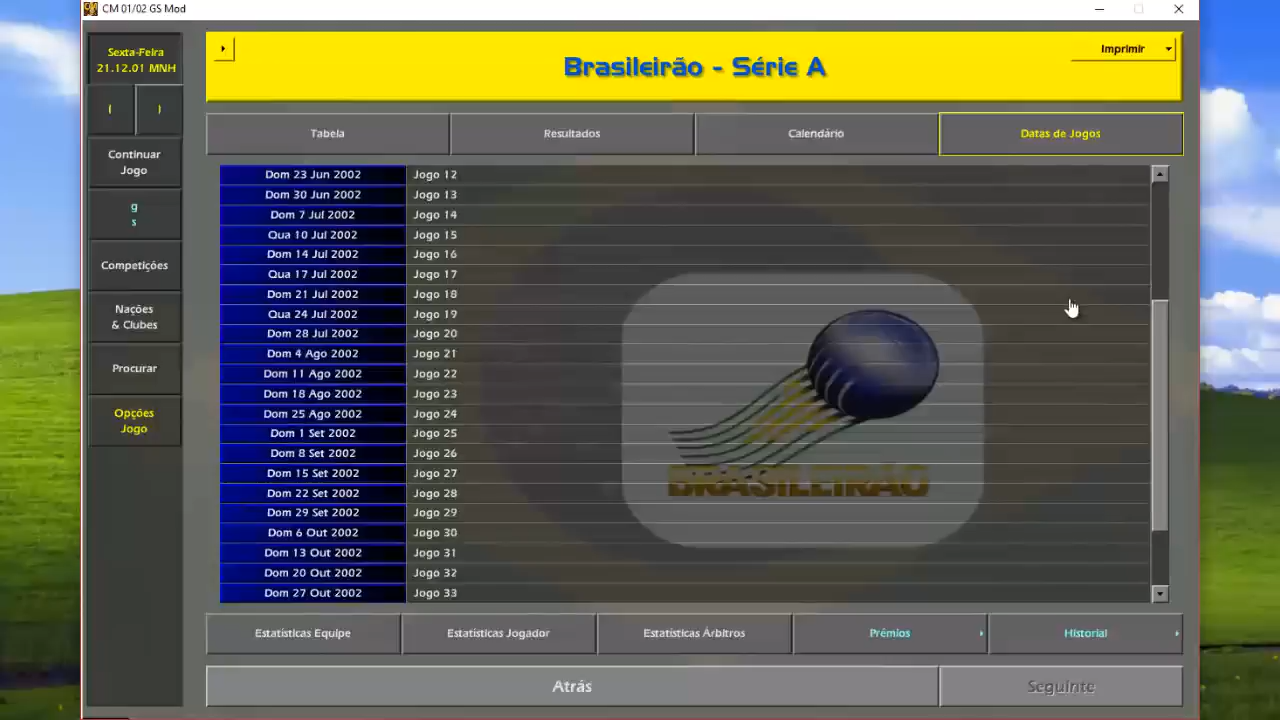 CM 01/02 GS Mod
Sexta-Feira
21.12.01 MNH
Continuar
Jogo
g
s
Competições
Nações
& Clubes
Procurar
Opções
Jogo
Brasileirão - Série A
Imprimir
Tabela
Resultados
Calendário
Datas de Jogos
Dom 23 Jun 2002 Jogo 12
Dom 30 Jun 2002 Jogo 13
Dom 7 Jul 2002 Jogo 14
Qua 10 Jul 2002 Jogo 15
Dom 14 Jul 2002 Jogo 16
Qua 17 Jul 2002 Jogo 17
Dom 21 Jul 2002 Jogo 18
Qua 24 Jul 2002 Jogo 19
Dom 28 Jul 2002 Jogo 20
Dom 4 Ago 2002 Jogo 21
Dom 11 Ago 2002 Jogo 22
Dom 18 Ago 2002 Jogo 23
Dom 25 Ago 2002 Jogo 24
Dom 1 Set 2002 Jogo 25
Dom 8 Set 2002 Jogo 26
Dom 15 Set 2002 Jogo 27
Dom 22 Set 2002 Jogo 28
Dom 29 Set 2002 Jogo 29
Dom 6 Out 2002 Jogo 30
Dom 13 Out 2002 Jogo 31
Dom 20 Out 2002 Jogo 32
Dom 27 Out 2002 Jogo 33
BRASILEIRÃO
Estatísticas Equipe
Estatísticas Jogador
Estatísticas Árbitros
Prémios
Historial
Atrás
Seguinte